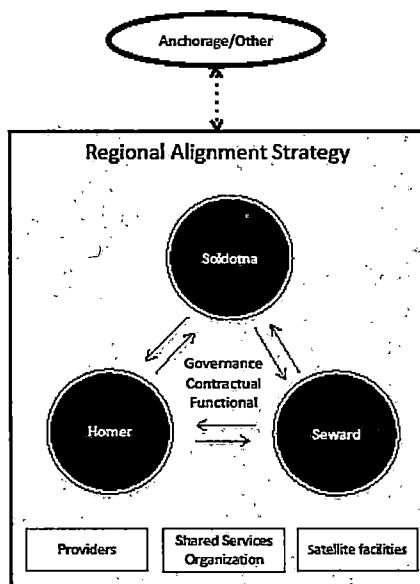 Anchorage/Other
Regional Alignment Strategy
Soldotna
Governance
Contractual
Functional
Homer
Seward
Providers
Shared Services
Organization
Satellite facilities